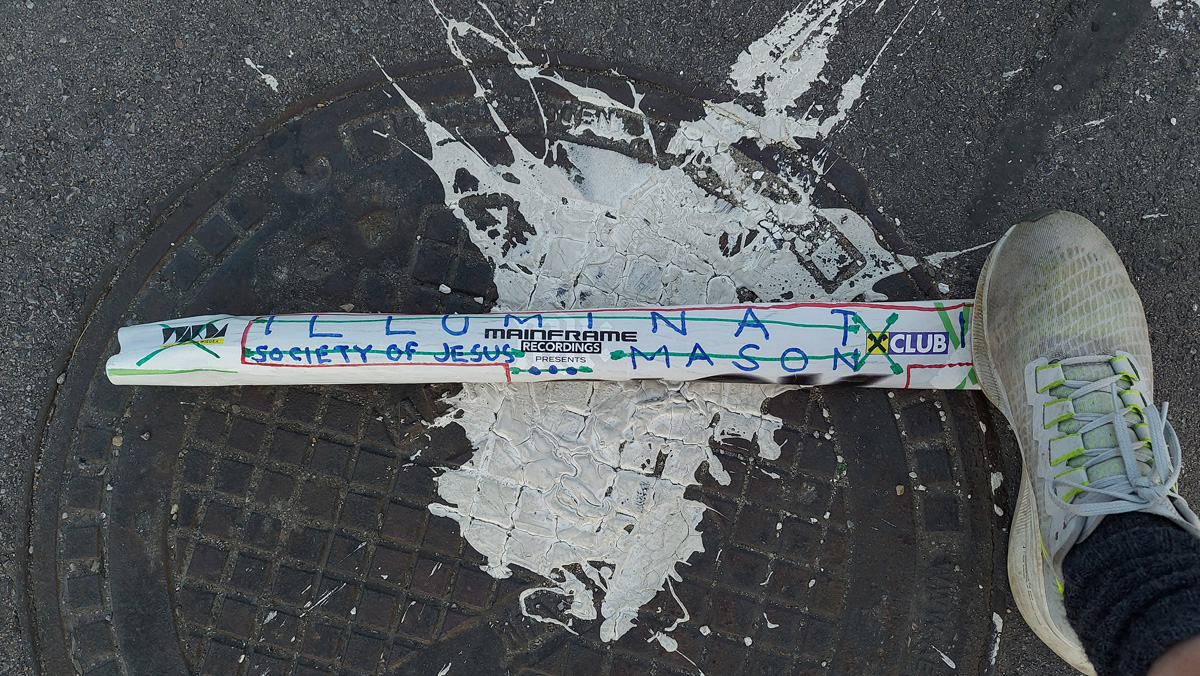 ILLUMINATI
MAINFRAME
RECORDINGS
PRESENTS
SOCIETY OF JESUS
MASON
CLUB